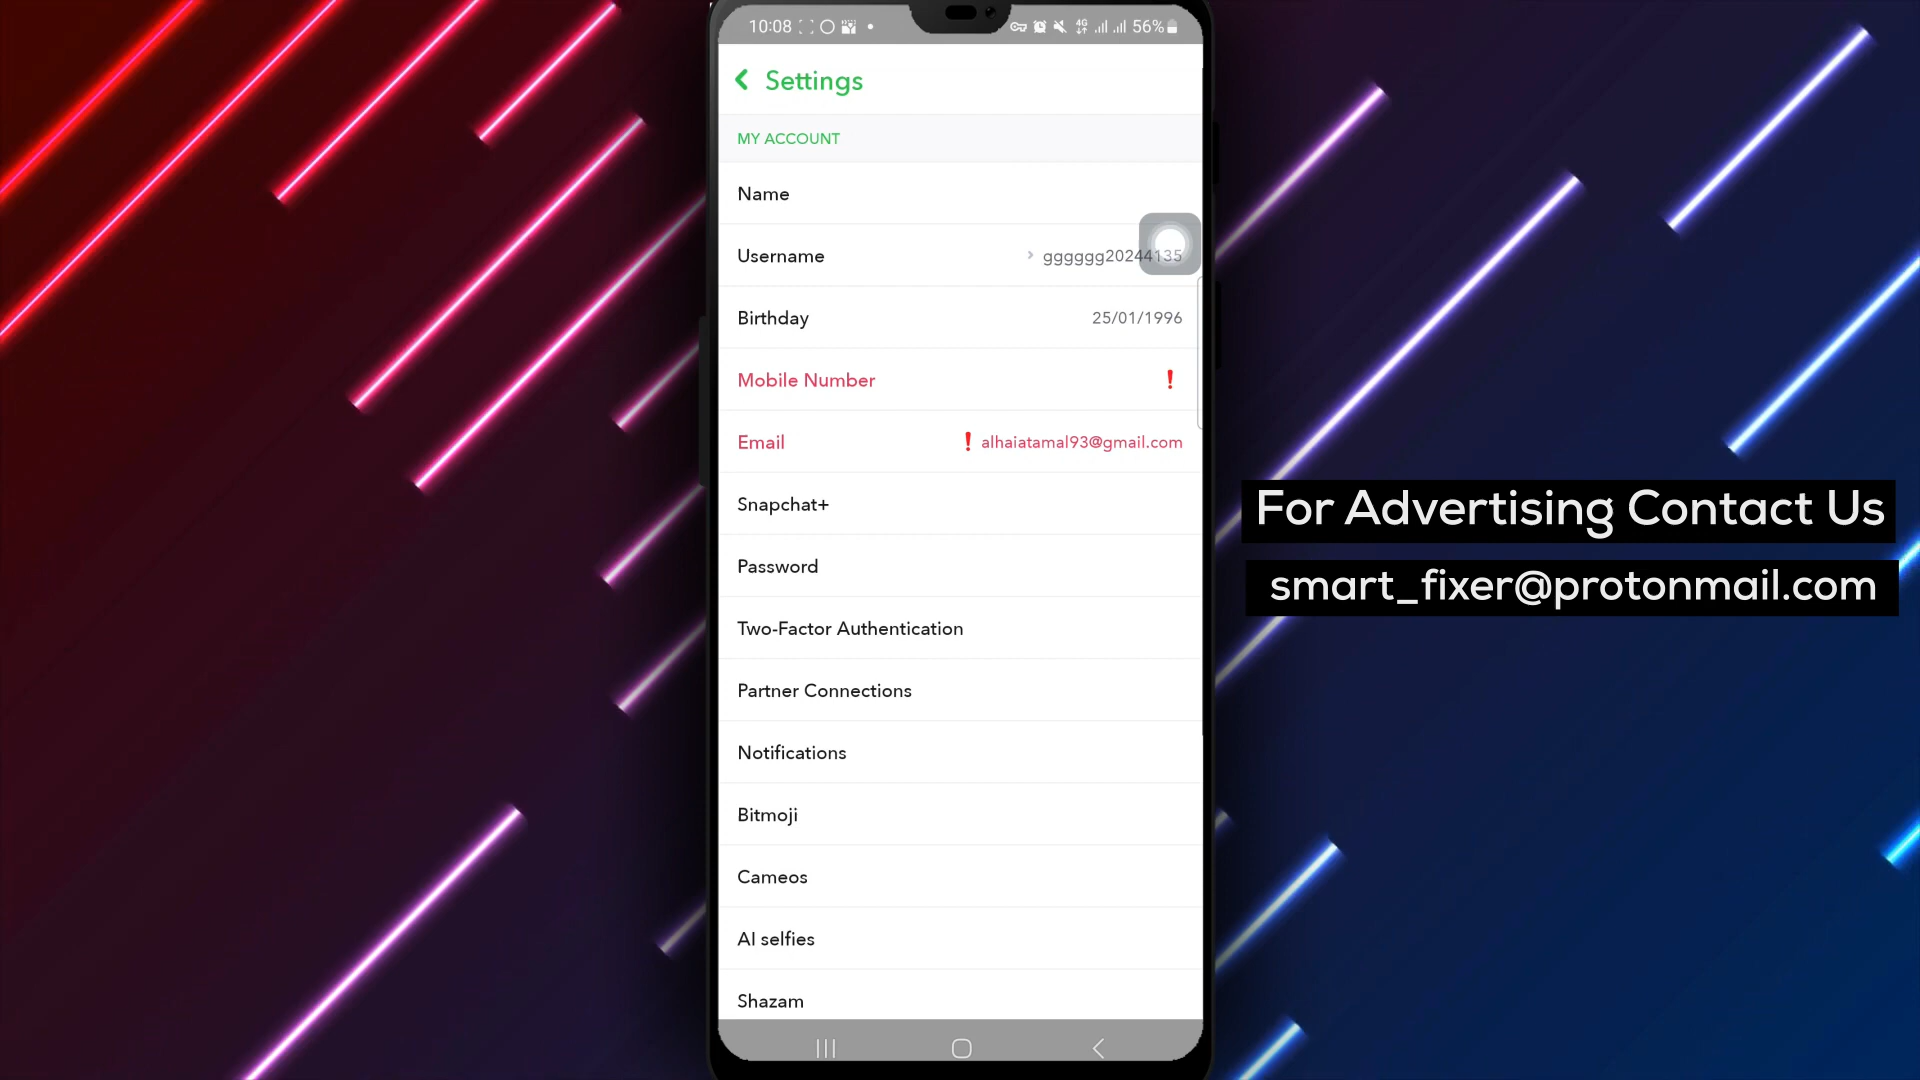 10:08 4G 56%
Settings
MY ACCOUNT
Name
Username gggggg20244135
Birthday 25/01/1996
Mobile Number !
Email ! alhaiatamal93@gmail.com
Snapchat+
Password
Two-Factor Authentication
Partner Connections
Notifications
Bitmoji
Cameos
AI selfies
Shazam
For Advertising Contact Us
smart_fixer@protonmail.com